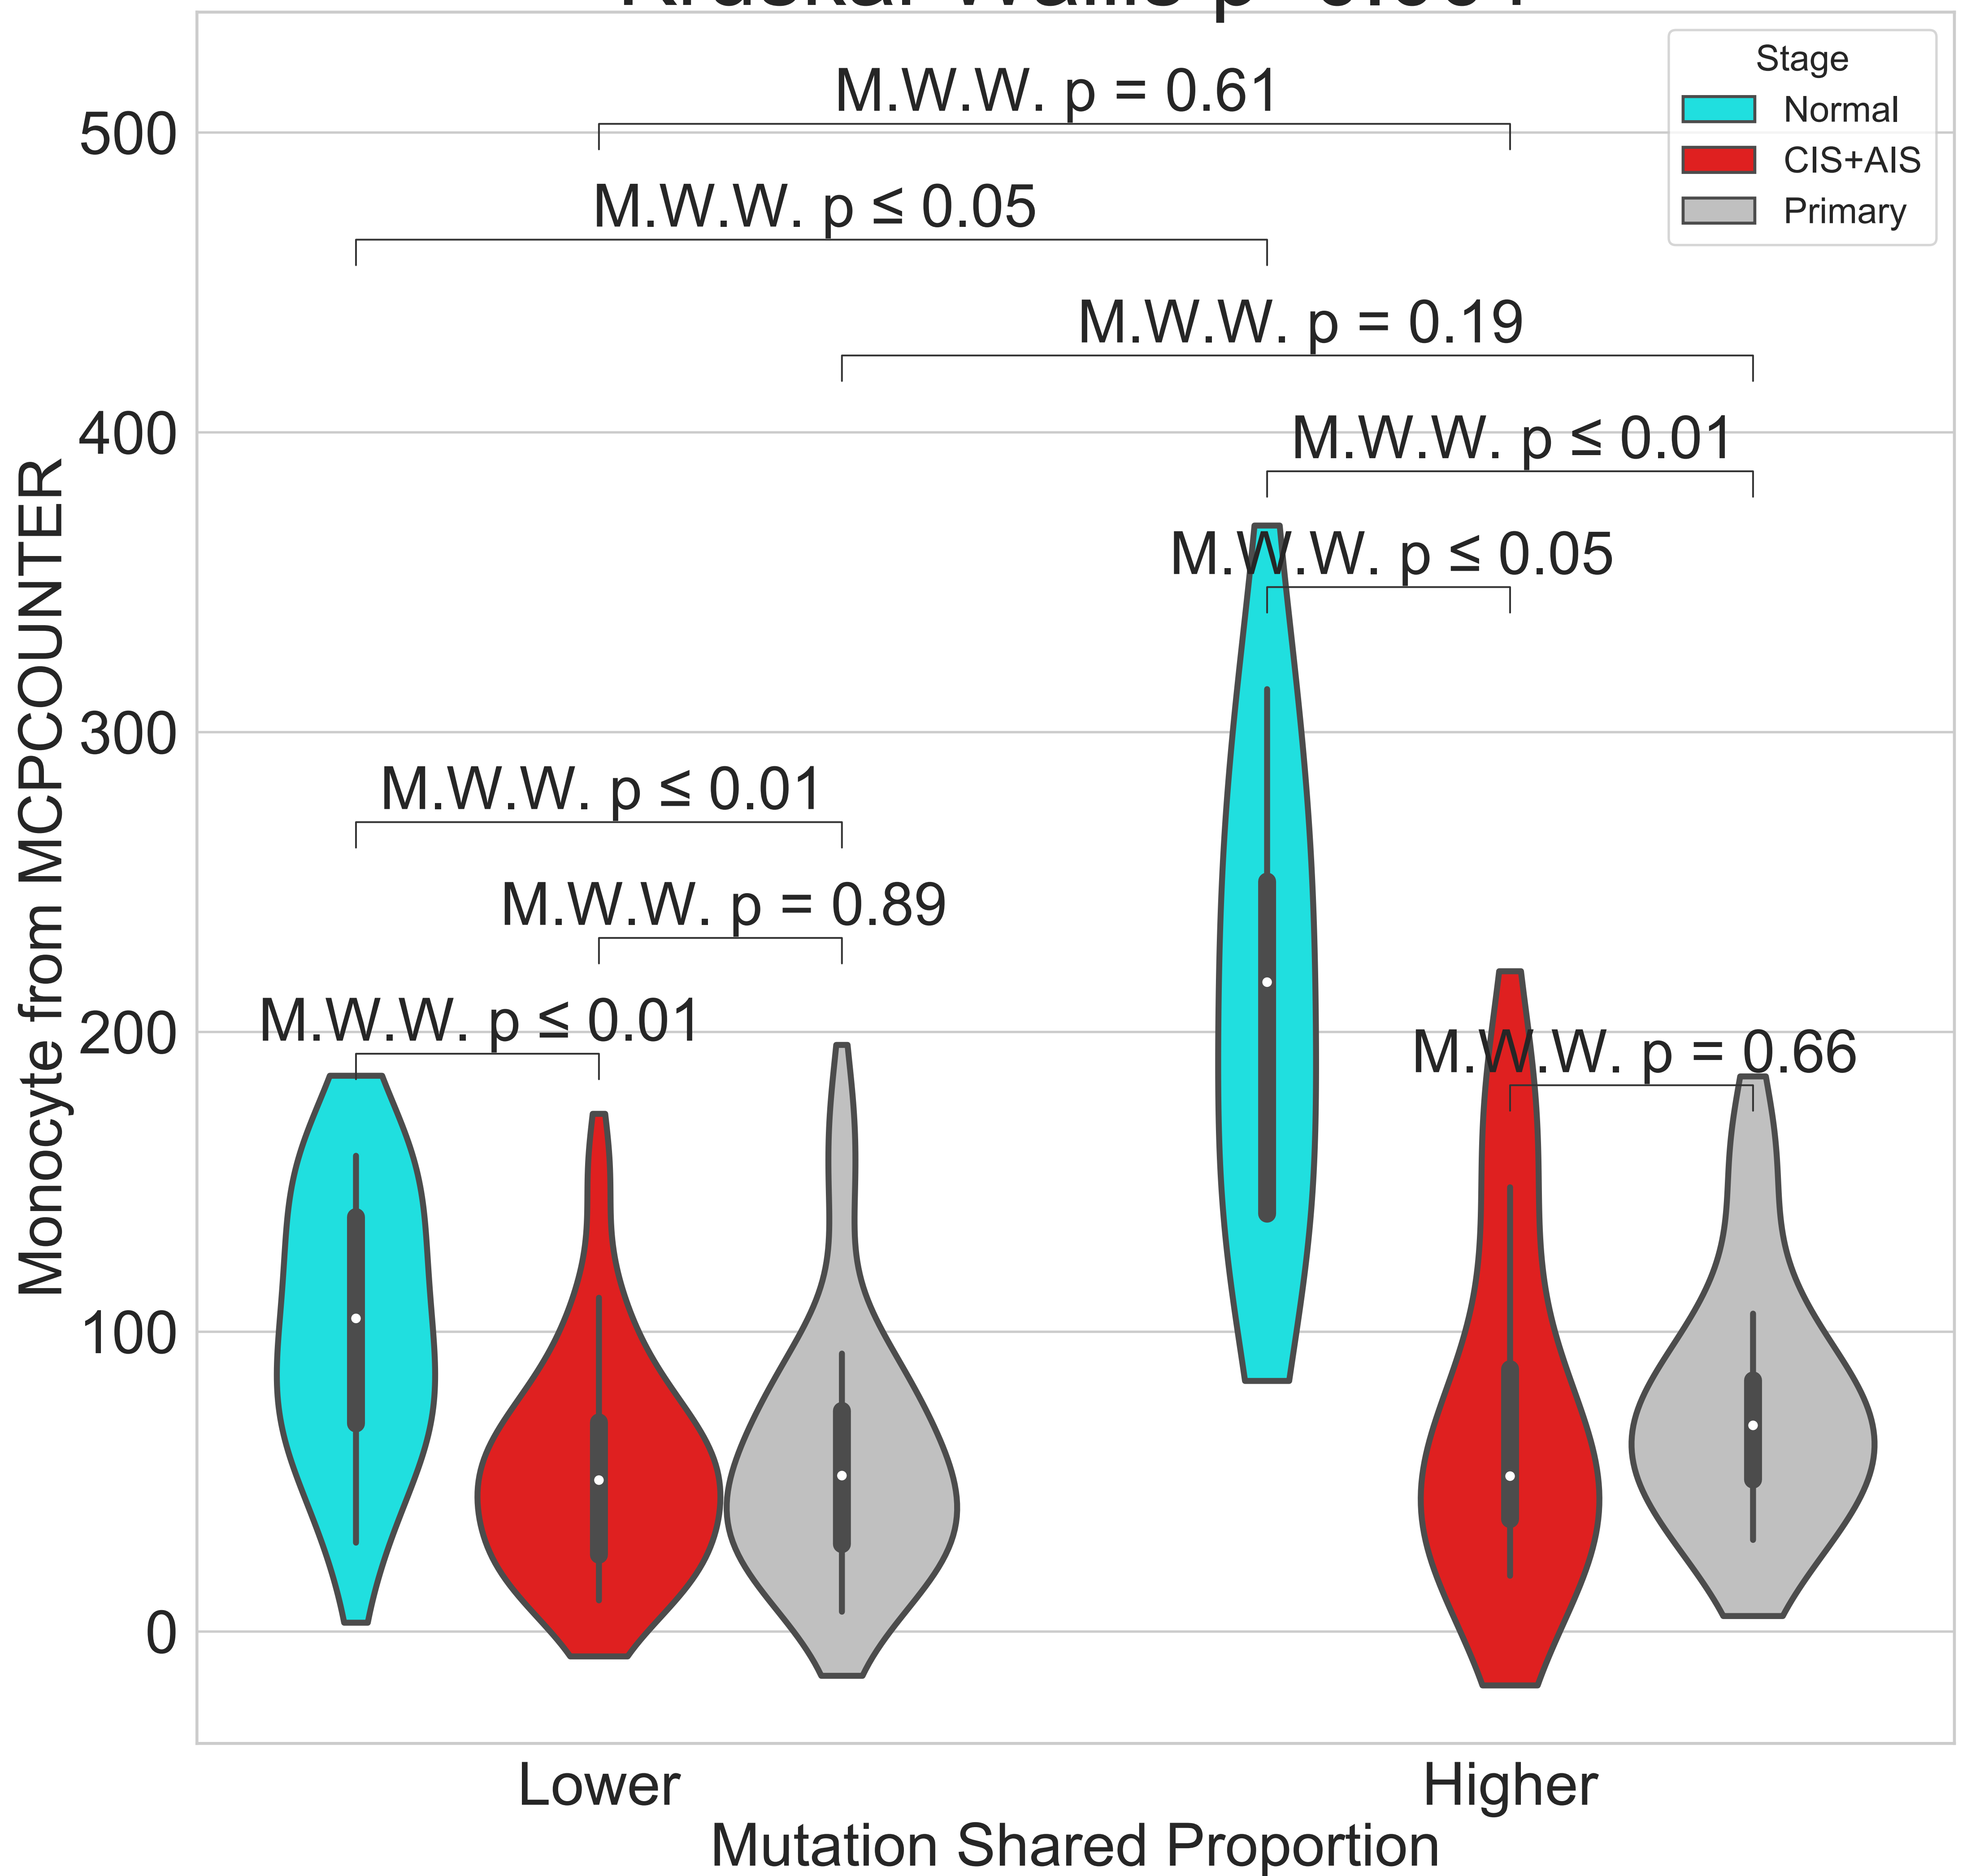 Stage
Normal
CIS+AIS
Primary
M.W.W. p = 0.61
M.W.W. p ≤ 0.05
M.W.W. p = 0.19
M.W.W. p ≤ 0.01
M.W.W. p ≤ 0.05
M.W.W. p ≤ 0.01
M.W.W. p = 0.89
M.W.W. p ≤ 0.01
M.W.W. p = 0.66
500
400
300
200
100
0
Monocyte from MCPCOUNTER
Lower
Higher
Mutation Shared Proportion